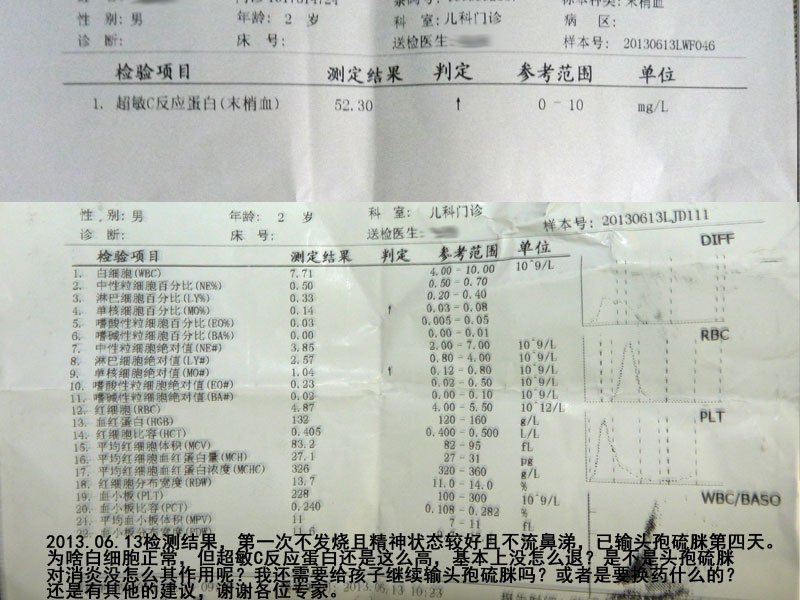 性 别: 男 年龄: 2 岁 科 室: 儿科门诊 病 区:
诊 断: 床 号: 送检医生: 样本号: 20130613LWF046
检验项目 测定结果 判定 参考范围 单位
1. 超敏C反应蛋白(末梢血) 52.30 ↑ 0 - 10 mg/L
性 别: 男 年龄: 2 岁 科 室: 儿科门诊
诊 断: 床 号: 送检医生: 样本号: 20130613LJD111
检验项目 测定结果 判定 参考范围 单位 DIFF
1. 白细胞(WBC) 7.71 4.00 - 10.00 10^9/L
2. 中性粒细胞百分比(NE%) 0.50 0.50 - 0.70
3. 淋巴细胞百分比(LY%) 0.33 0.20 - 0.40
4. 单核细胞百分比(MO%) 0.14 ↑ 0.03 - 0.08
5. 嗜酸性粒细胞百分比(EO%) 0.03 0.005 - 0.05
6. 嗜碱性粒细胞百分比(BA%) 0.00 0.00 - 0.01
RBC
7. 中性粒细胞绝对值(NE#) 3.85 2.00 - 7.00 10^9/L
8. 淋巴细胞绝对值(LY#) 2.57 0.80 - 4.00 10^9/L
9. 单核细胞绝对值(MO#) 1.04 ↑ 0.12 - 0.80 10^9/L
10. 嗜酸性粒细胞绝对值(EO#) 0.23 0.02 - 0.50 10^9/L
11. 嗜碱性粒细胞绝对值(BA#) 0.02 0.00 - 0.10 10^9/L
12. 红细胞(RBC) 4.87 4.00 - 5.50 10^12/L
PLT
13. 血红蛋白(HGB) 132 120 - 160 g/L
14. 红细胞比容(HCT) 0.405 0.400 - 0.500 L/L
15. 平均红细胞体积(MCV) 83.2 82 - 95 fL
16. 平均红细胞血红蛋白量(MCH) 27.1 27 - 31 pg
17. 平均红细胞血红蛋白浓度(MCHC) 326 320 - 360 g/L
18. 红细胞分布宽度(RDW) 13.7 11.0 - 14.0 %
WBC/BASO
19. 血小板(PLT) 228 100 - 300 10^9/L
20. 血小板比容(PCT) 0.240 0.108 - 0.282 %
21. 平均血小板体积(MPV) 11 7 - 11 fL
2013.06.13检测结果，第一次不发烧且精神状态较好且不流鼻涕，已输头孢硫脒第四天。
为啥白细胞正常，但超敏C反应蛋白还是这么高，基本上没怎么退？是不是头孢硫脒
对消炎没怎么其作用呢？我还需要给孩子继续输头孢硫脒吗？或者是要换药什么的？
还是有其他的建议，谢谢各位专家。